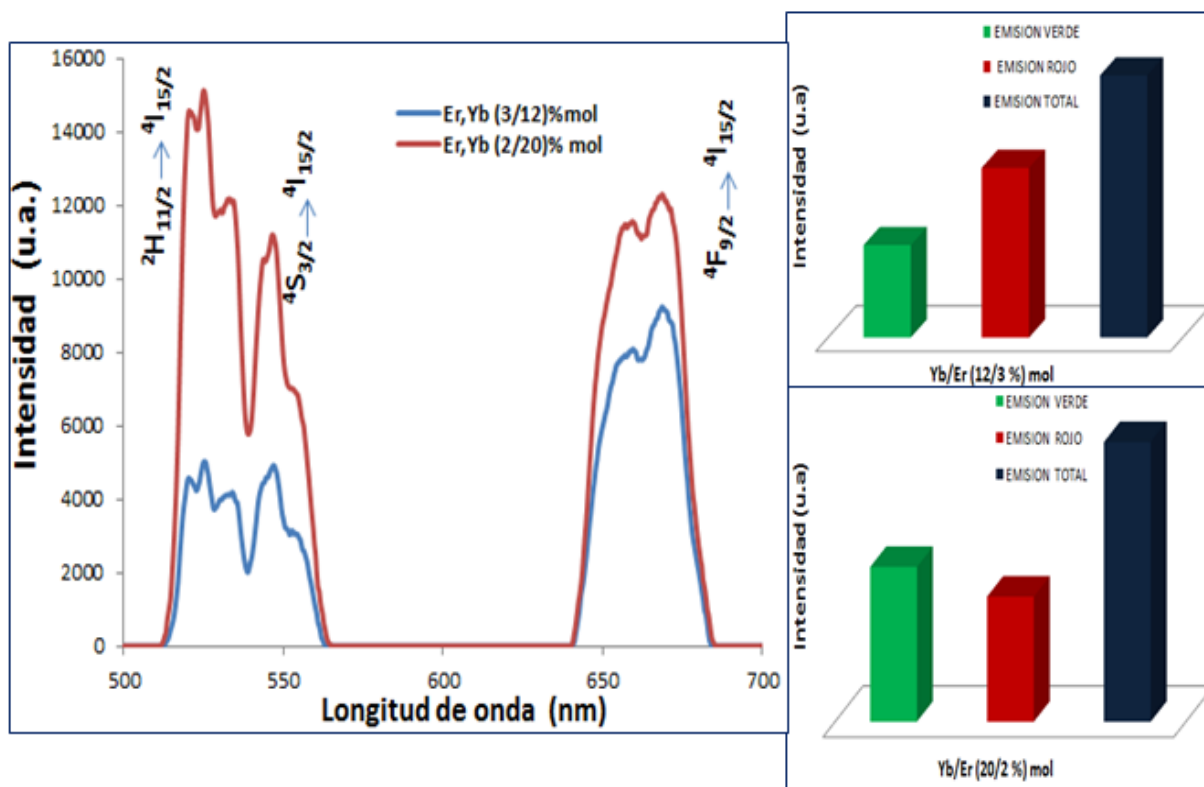 16000
14000
12000
10000
8000
6000
4000
2000
0
500
550
600
650
700
Intensidad (u.a.)
Longitud de onda (nm)
Er,Yb (3/12)%mol
Er,Yb (2/20)% mol
²H₁₁/₂ → ⁴I₁₅/₂
⁴S₃/₂ → ⁴I₁₅/₂
⁴F₉/₂ → ⁴I₁₅/₂
EMISION VERDE
EMISION ROJO
EMISION TOTAL
Intensidad (u.a)
Yb/Er (12/3 %) mol
EMISION VERDE
EMISION ROJO
EMISION TOTAL
Intensidad (u.a)
Yb/Er (20/2 %) mol